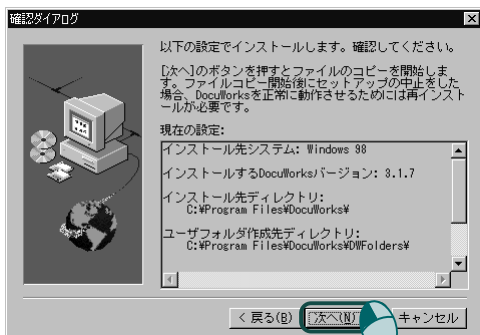 確認ダイアログ
以下の設定でインストールします。確認してください。
[次へ]のボタンを押すとファイルのコピーを開始しま
す。ファイルコピー開始後にセットアップの中止をした
場合、DocuWorksを正常に動作させるためには再インスト
ールが必要です。
現在の設定:
インストール先システム: Windows 98
インストールするDocuWorksバージョン: 3.1.7
インストール先ディレクトリ:
C:¥Program Files¥DocuWorks¥
ユーザフォルダ作成先ディレクトリ:
C:¥Program Files¥DocuWorks¥DWFolders¥
< 戻る(B) 次へ(N) キャンセル